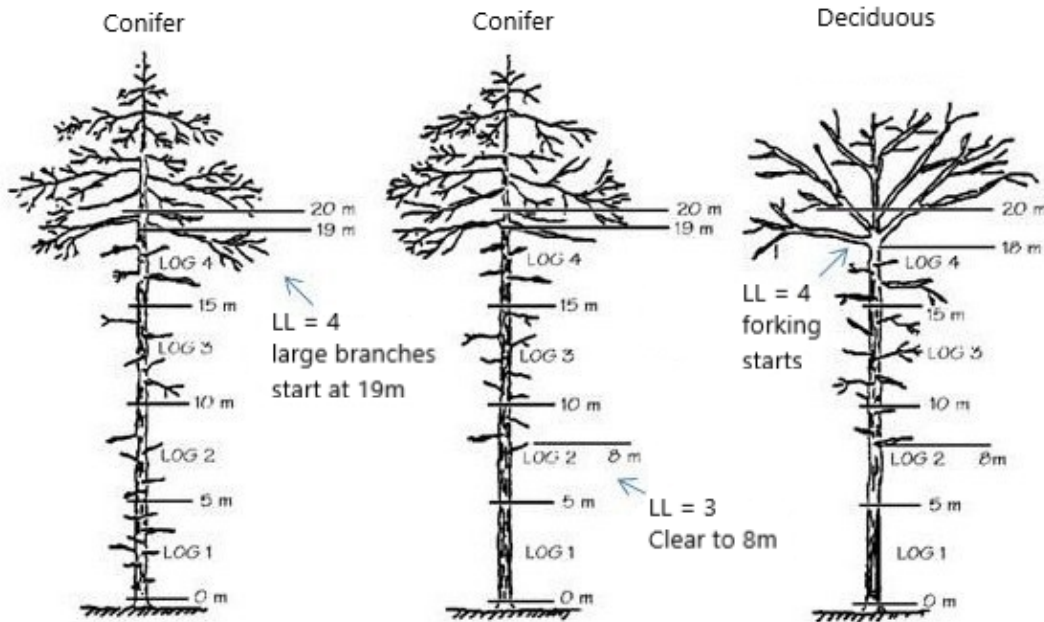 Conifer
20 m
19 m
LOG 4
15 m
LL = 4
large branches
start at 19m
LOG 3
10 m
LOG 2
5 m
LOG 1
0 m
Conifer
20 m
19 m
LOG 4
15 m
LOG 3
10 m
LOG 2
8 m
5 m
LL = 3
Clear to 8m
LOG 1
0 m
Deciduous
20 m
18 m
LOG 4
LL = 4
forking
starts
15 m
LOG 3
10 m
LOG 2
8m
5 m
LOG 1
0 m